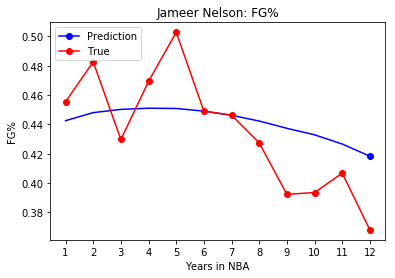 Jameer Nelson: FG%
Prediction
True
FG%
0.50
0.48
0.46
0.44
0.42
0.40
0.38
1 2 3 4 5 6 7 8 9 10 11 12
Years in NBA